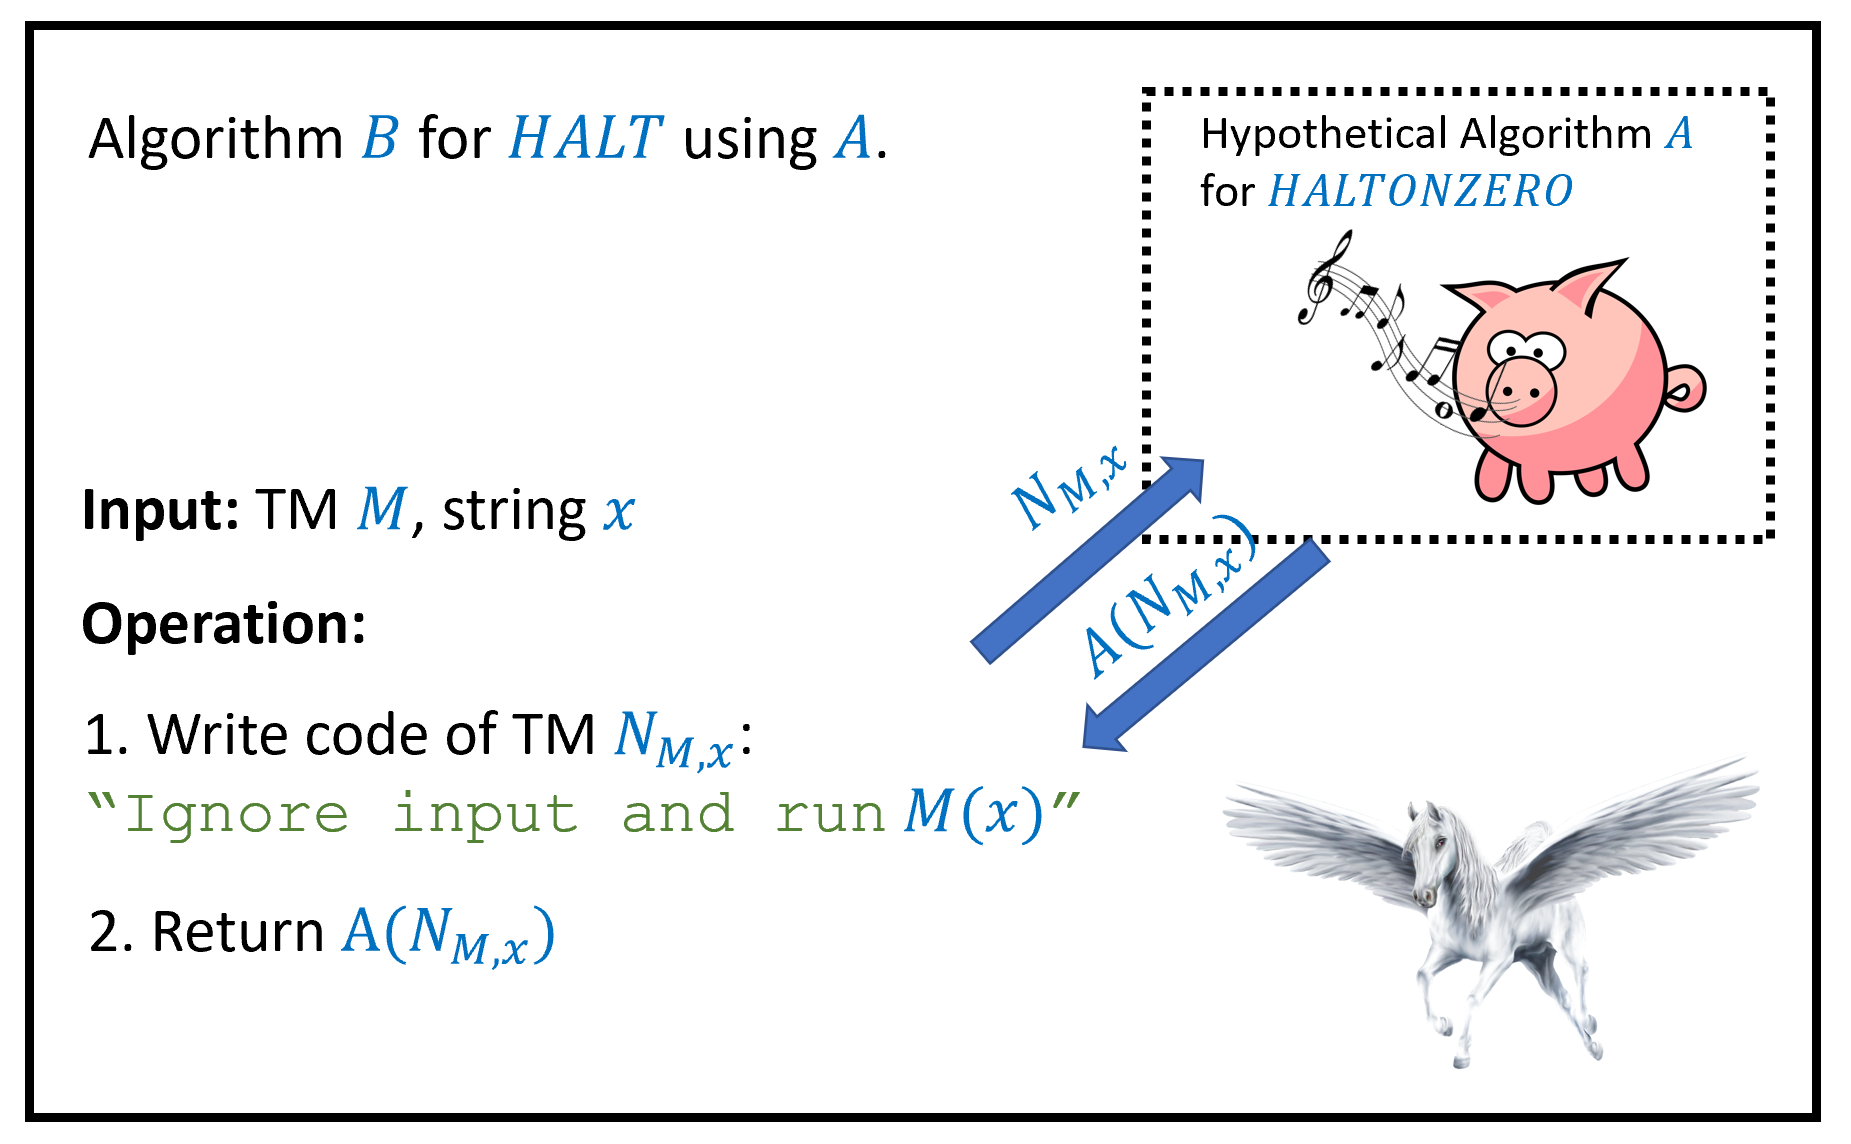 Algorithm B for HALT using A.
Hypothetical Algorithm A
for HALTONZERO
Input: TM M, string x
N_{M,x}
A(N_{M,x})
Operation:
1. Write code of TM N_{M,x}:
“Ignore input and run M(x)”
2. Return A(N_{M,x})